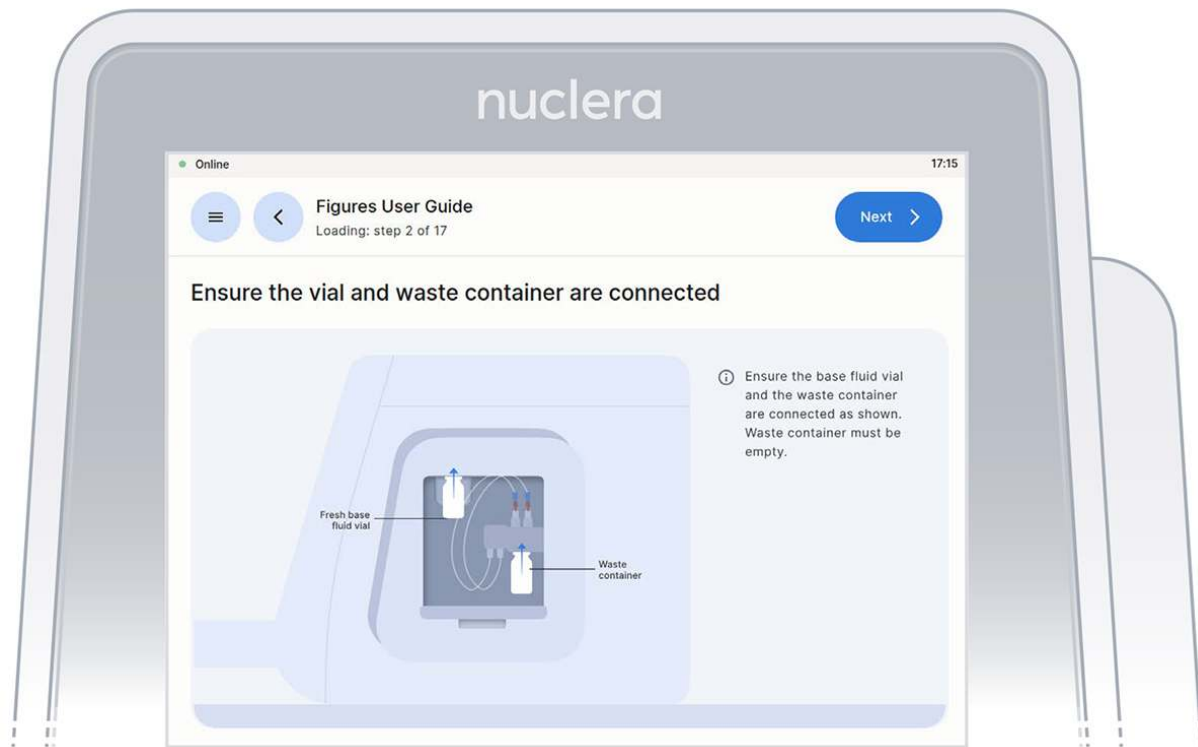 nuclera
Online
17:15
Figures User Guide
Loading: step 2 of 17
Next
Ensure the vial and waste container are connected
Ensure the base fluid vial
and the waste container
are connected as shown.
Waste container must be
empty.
Fresh base
fluid vial
Waste
container